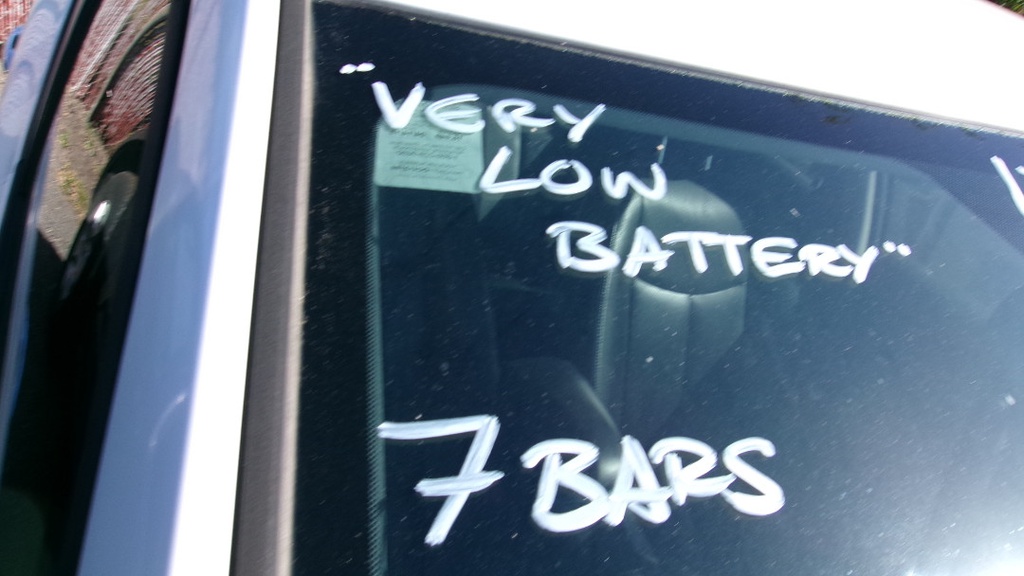 "VERY
LOW
BATTERY"
7 BARS